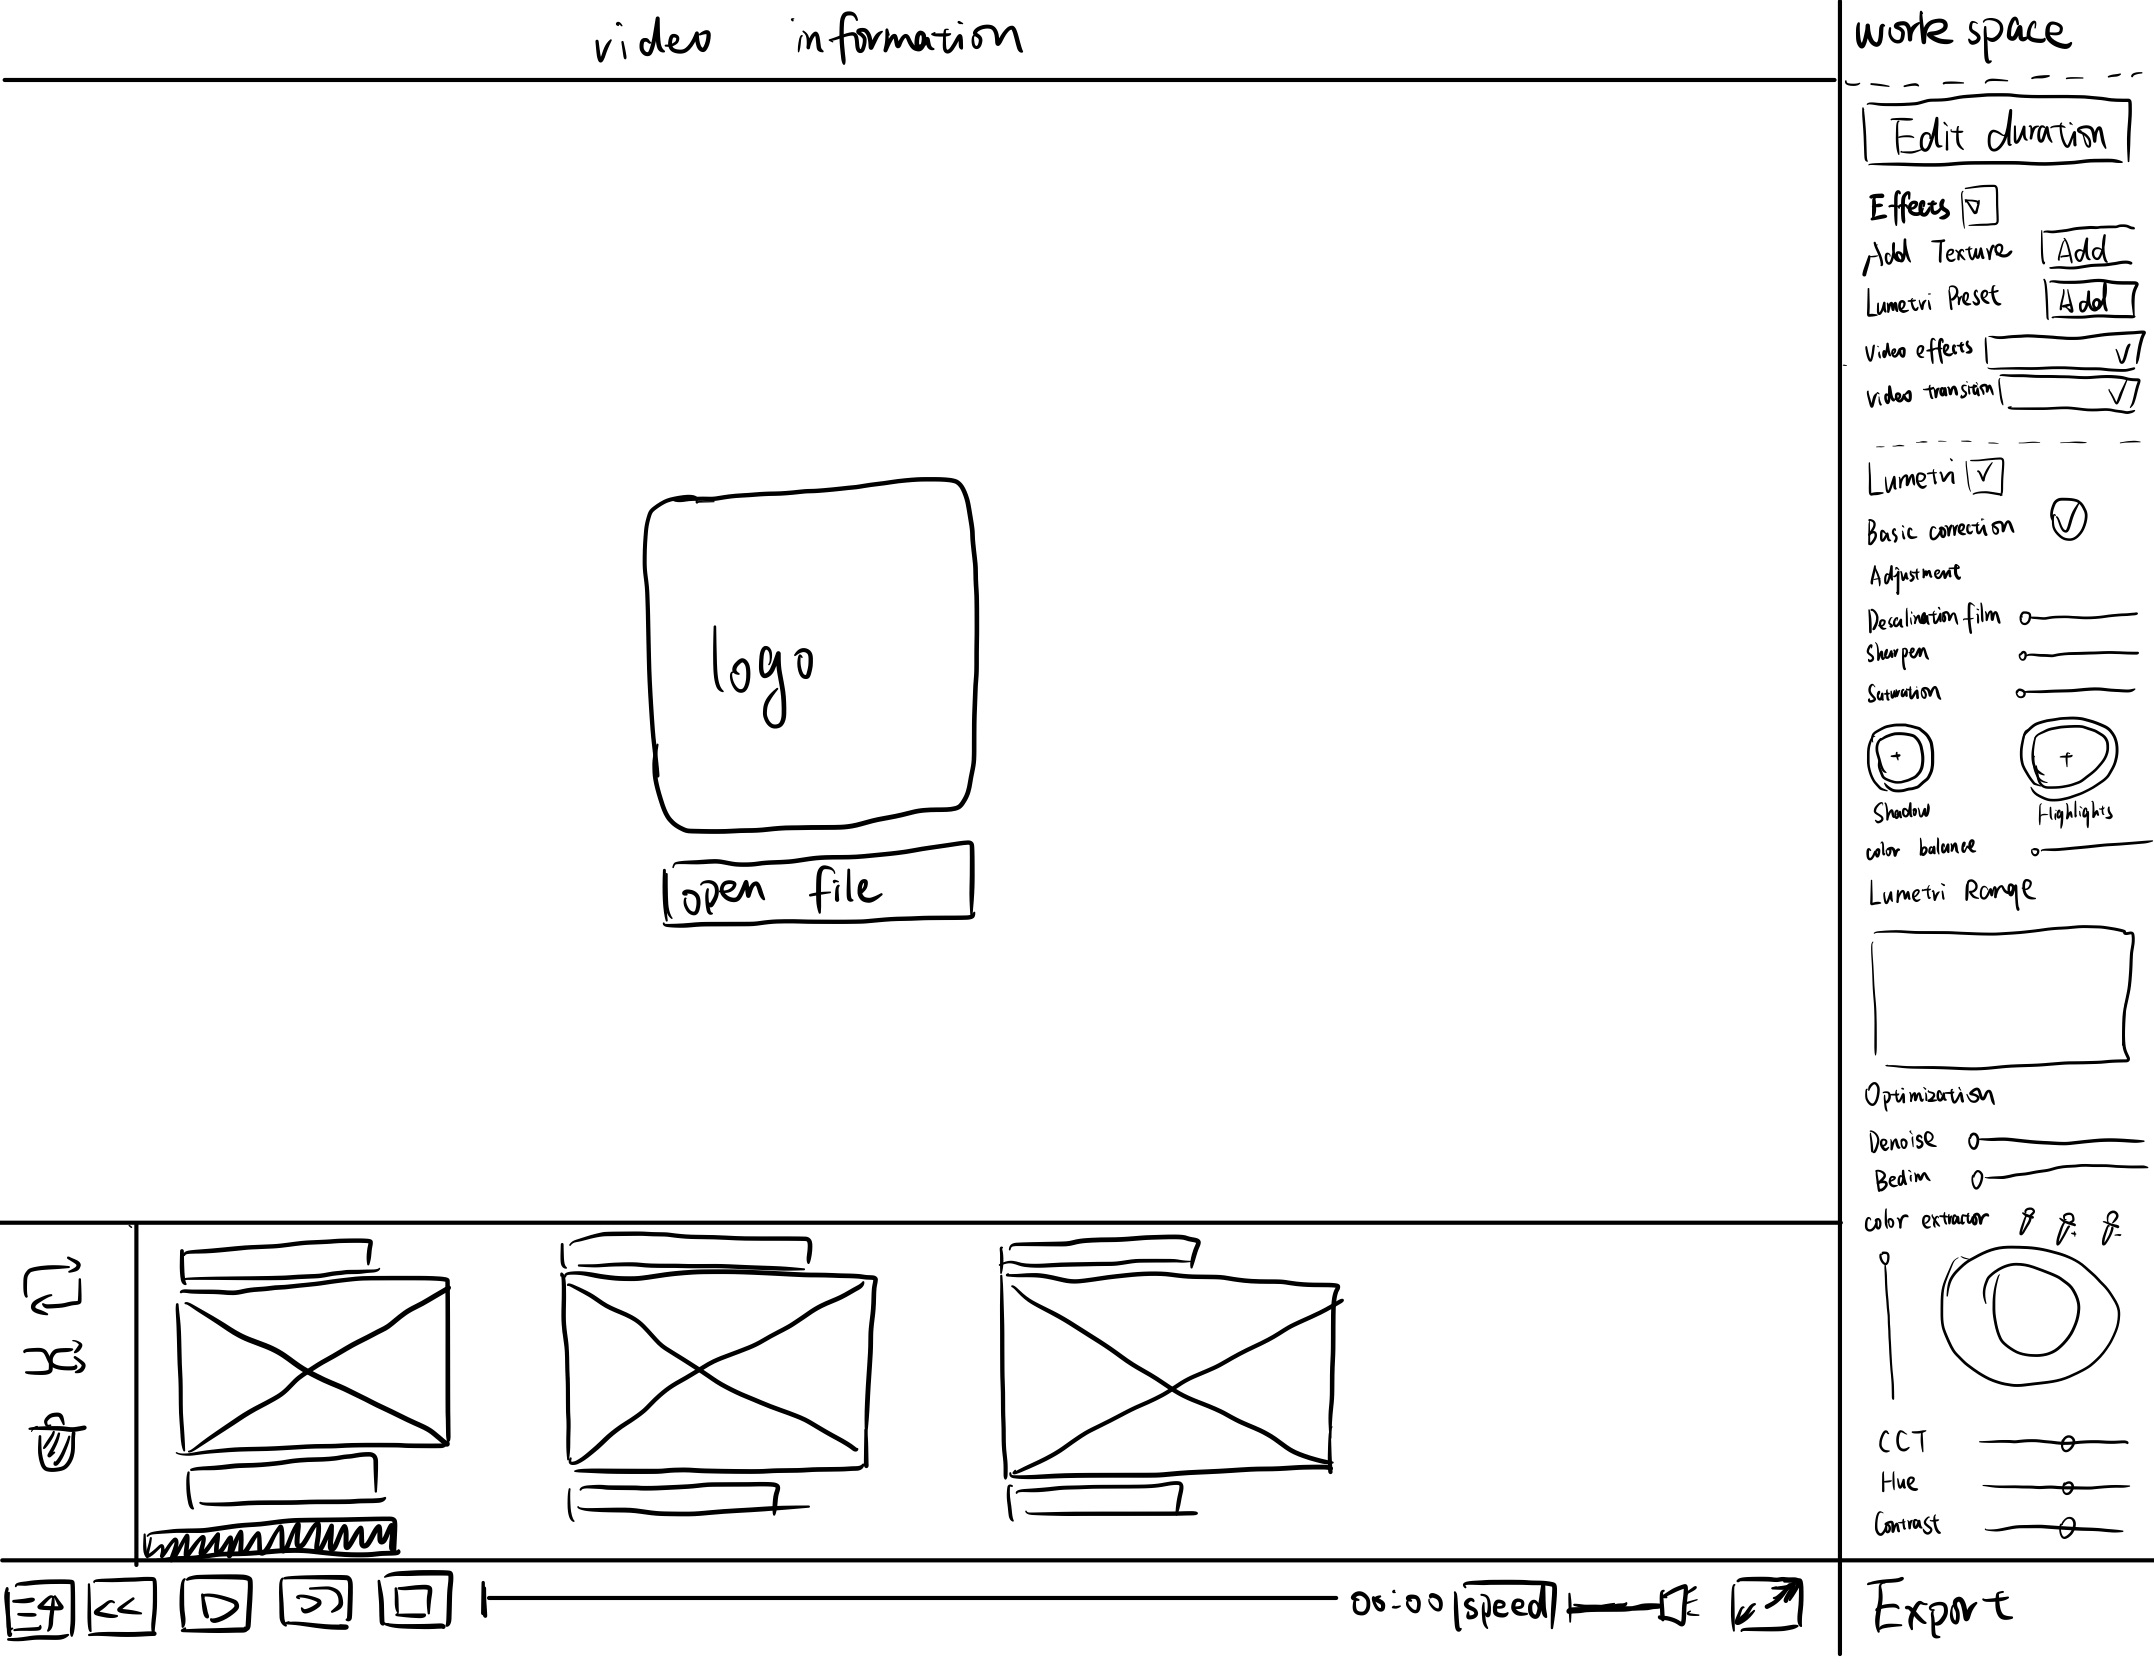 video information
work space
Edit duration
Effects
Add Texture Add
Lumetri Preset Add
video effects
video transition
Lumetri
Basic correction
Adjustment
Desalination film
Sharpen
Saturation
Shadow Highlights
color balance
Lumetri Range
Optimization
Denoise
Bedim
color extractor
CCT
Hue
Contrast
Export
logo
open file
00:00 speed